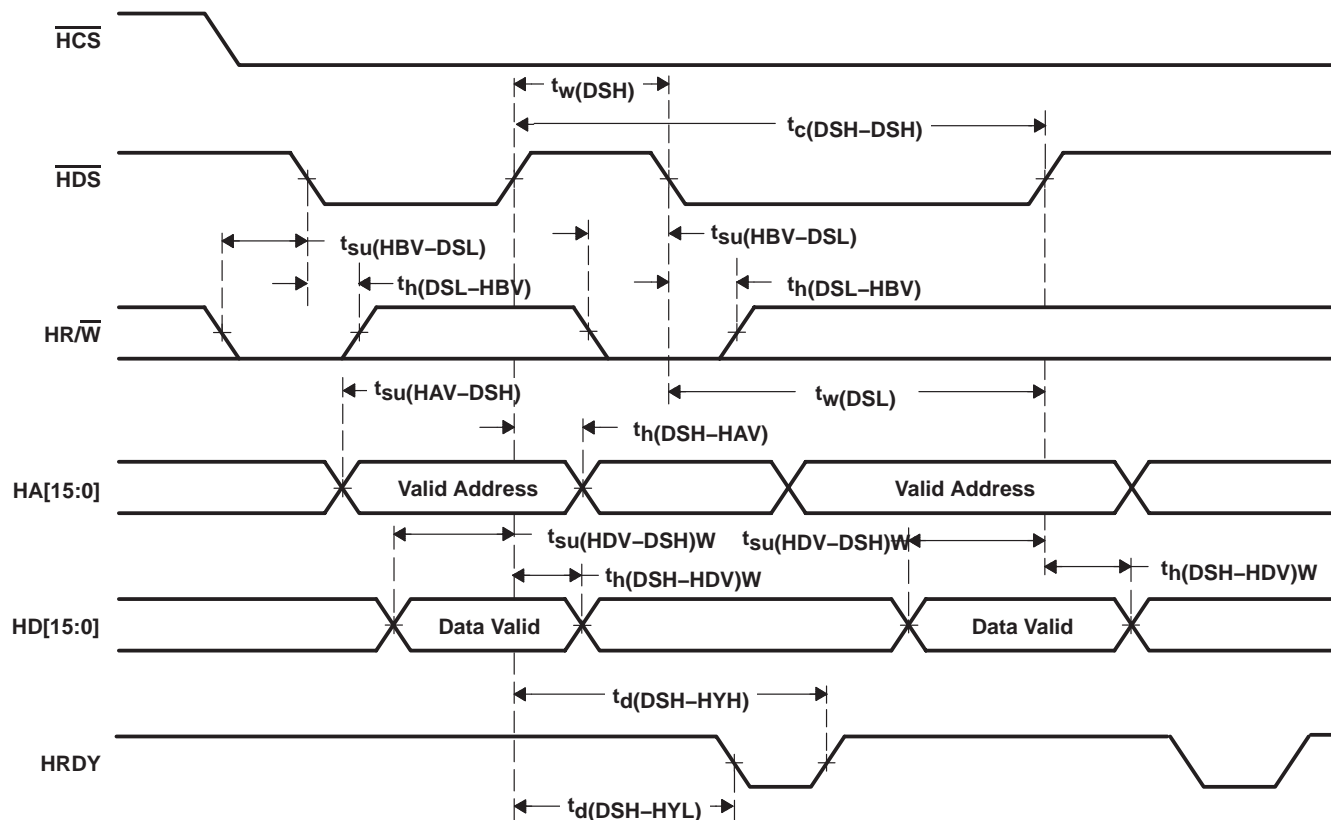 HCS
tw(DSH)
tc(DSH–DSH)
HDS
tsu(HBV–DSL) tsu(HBV–DSL)
th(DSL–HBV) th(DSL–HBV)
HR/W
tsu(HAV–DSH) tw(DSL)
th(DSH–HAV)
HA[15:0] Valid Address Valid Address
tsu(HDV–DSH)W tsu(HDV–DSH)W
th(DSH–HDV)W th(DSH–HDV)W
HD[15:0] Data Valid Data Valid
td(DSH–HYH)
HRDY
td(DSH–HYL)